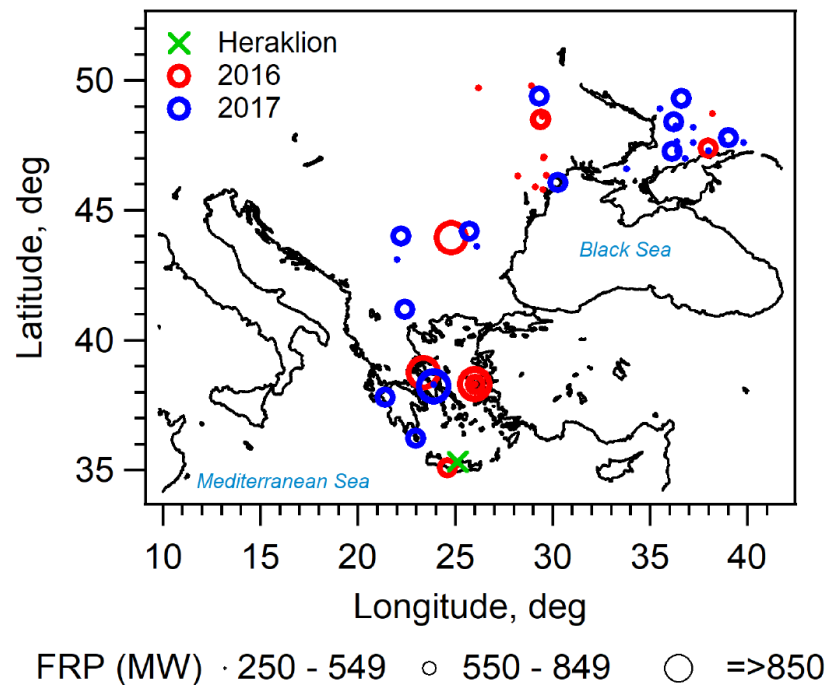 Heraklion
2016
2017
50
45
40
35
Latitude, deg
Black Sea
Mediterranean Sea
10 15 20 25 30 35 40
Longitude, deg
FRP (MW) 250 - 549 550 - 849 =>850